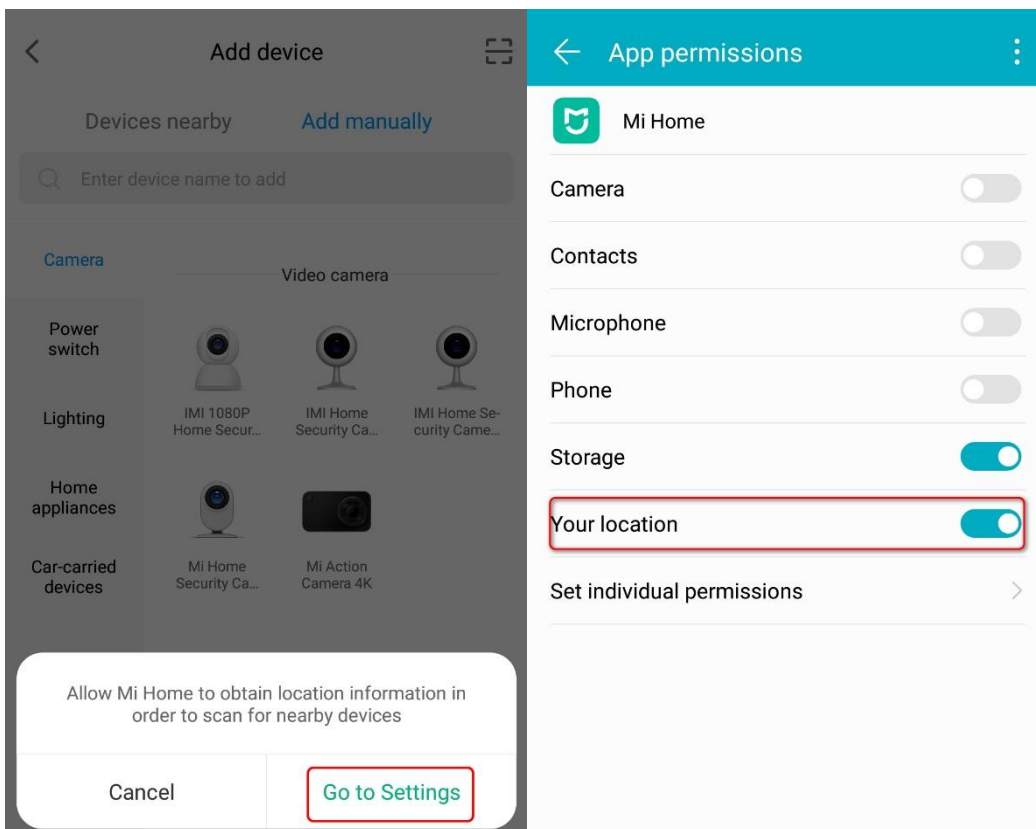 Add device
Devices nearby
Add manually
Enter device name to add
Camera
Power
switch
Lighting
Home
appliances
Car-carried
devices
Video camera
IMI 1080P
Home Secur...
IMI Home
Security Ca...
IMI Home Se-
curity Came...
Mi Home
Security Ca...
Mi Action
Camera 4K
Allow Mi Home to obtain location information in
order to scan for nearby devices
Cancel
Go to Settings
App permissions
Mi Home
Camera
Contacts
Microphone
Phone
Storage
Your location
Set individual permissions